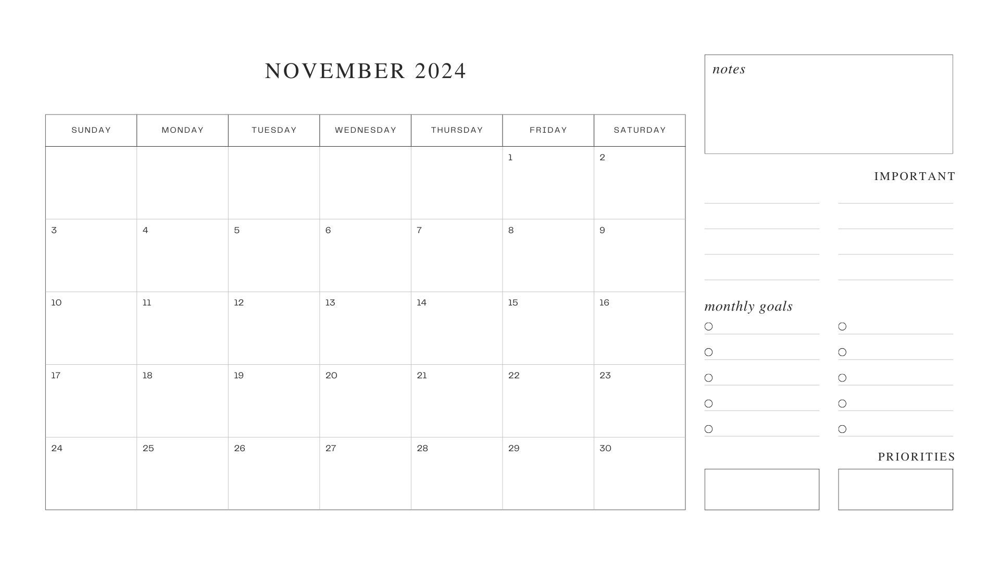 NOVEMBER 2024
SUNDAY MONDAY TUESDAY WEDNESDAY THURSDAY FRIDAY SATURDAY
1 2
3 4 5 6 7 8 9
10 11 12 13 14 15 16
17 18 19 20 21 22 23
24 25 26 27 28 29 30
notes
IMPORTANT
monthly goals
PRIORITIES